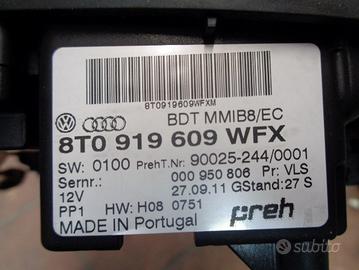 8T0919609WFXM
BDT MMIB8/EC
8T0 919 609 WFX
SW: 0100 PrehT.Nr: 90025-244/0001
Sernr.: 000 950 806 Pr: VLS
12V 27.09.11 GStand: 27 S
PP1 HW: H08 0751
MADE IN Portugal preh
subito